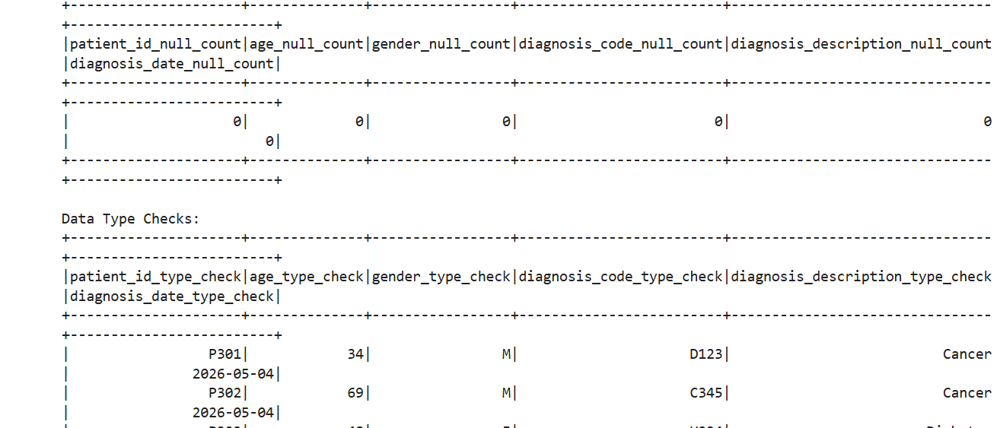 +---------------------+--------------+-----------------+-------------------------+--------------------------------
+-------------------------+
|patient_id_null_count|age_null_count|gender_null_count|diagnosis_code_null_count|diagnosis_description_null_count
|diagnosis_date_null_count|
+---------------------+--------------+-----------------+-------------------------+--------------------------------
+-------------------------+
|                    0|             0|                0|                        0|                               0
|                        0|
+---------------------+--------------+-----------------+-------------------------+--------------------------------
+-------------------------+
Data Type Checks:
+---------------------+--------------+-----------------+-------------------------+--------------------------------
+-------------------------+
|patient_id_type_check|age_type_check|gender_type_check|diagnosis_code_type_check|diagnosis_description_type_check
|diagnosis_date_type_check|
+---------------------+--------------+-----------------+-------------------------+--------------------------------
+-------------------------+
|                 P301|            34|                M|                     D123|                          Cancer
|               2026-05-04|
|                 P302|            69|                M|                     C345|                          Cancer
|               2026-05-04|